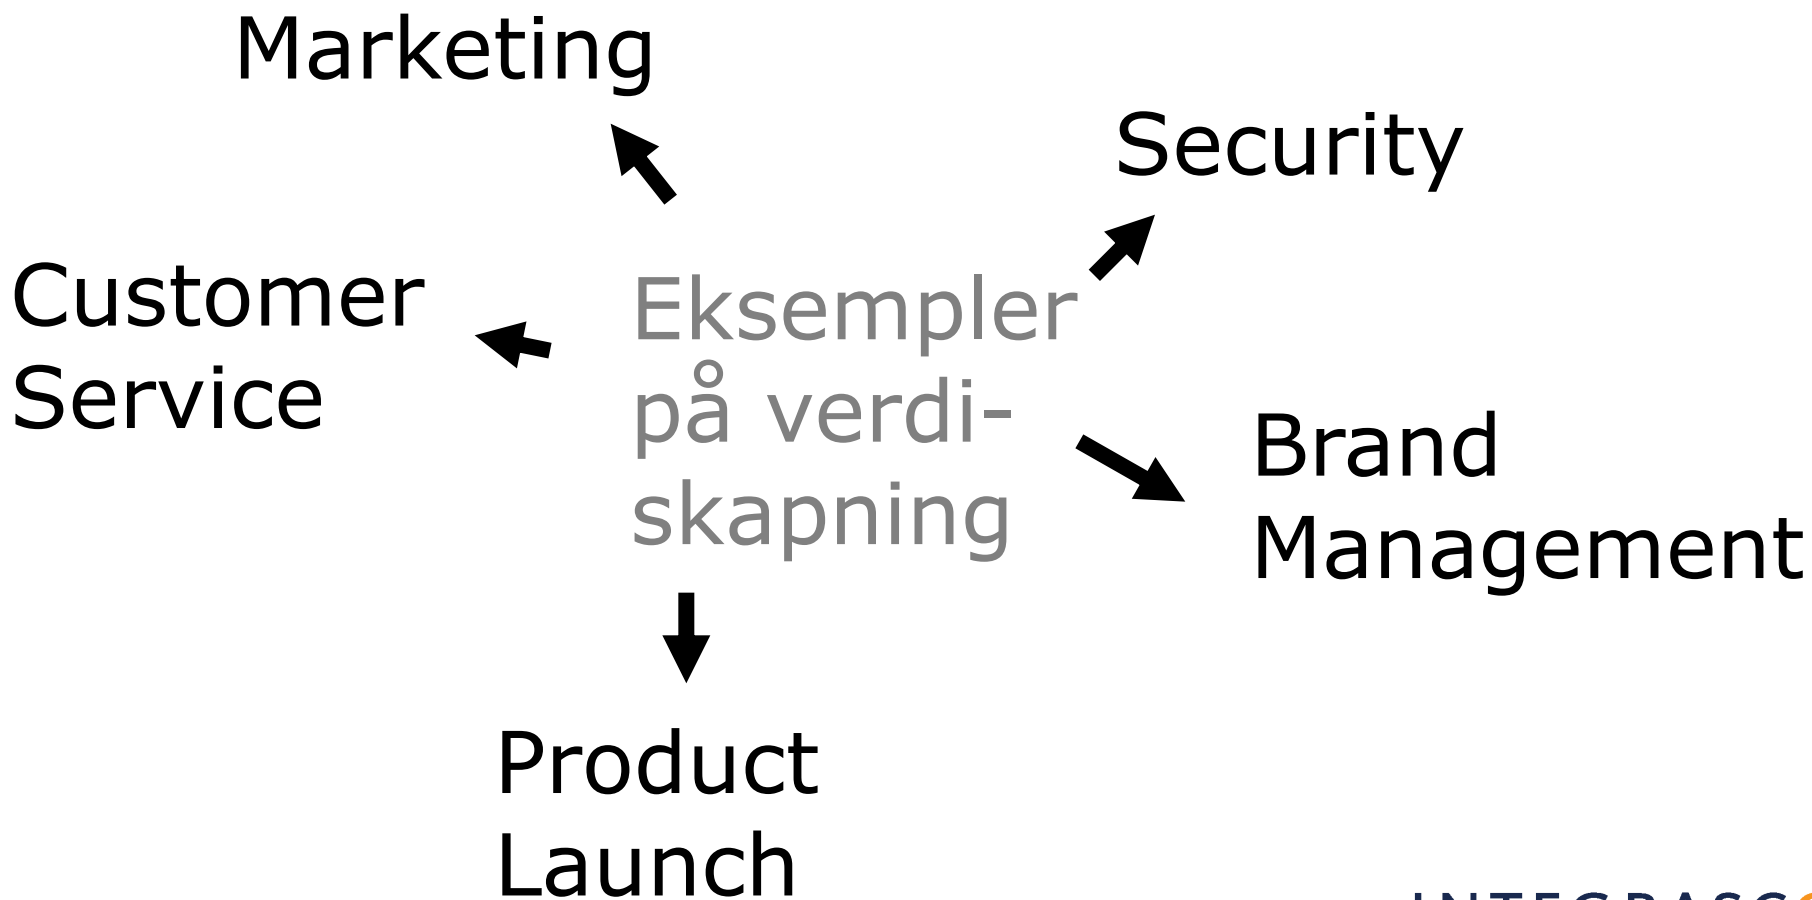 Marketing
Security
Customer
Service
Eksempler
på verdi-
skapning
Brand
Management
Product
Launch